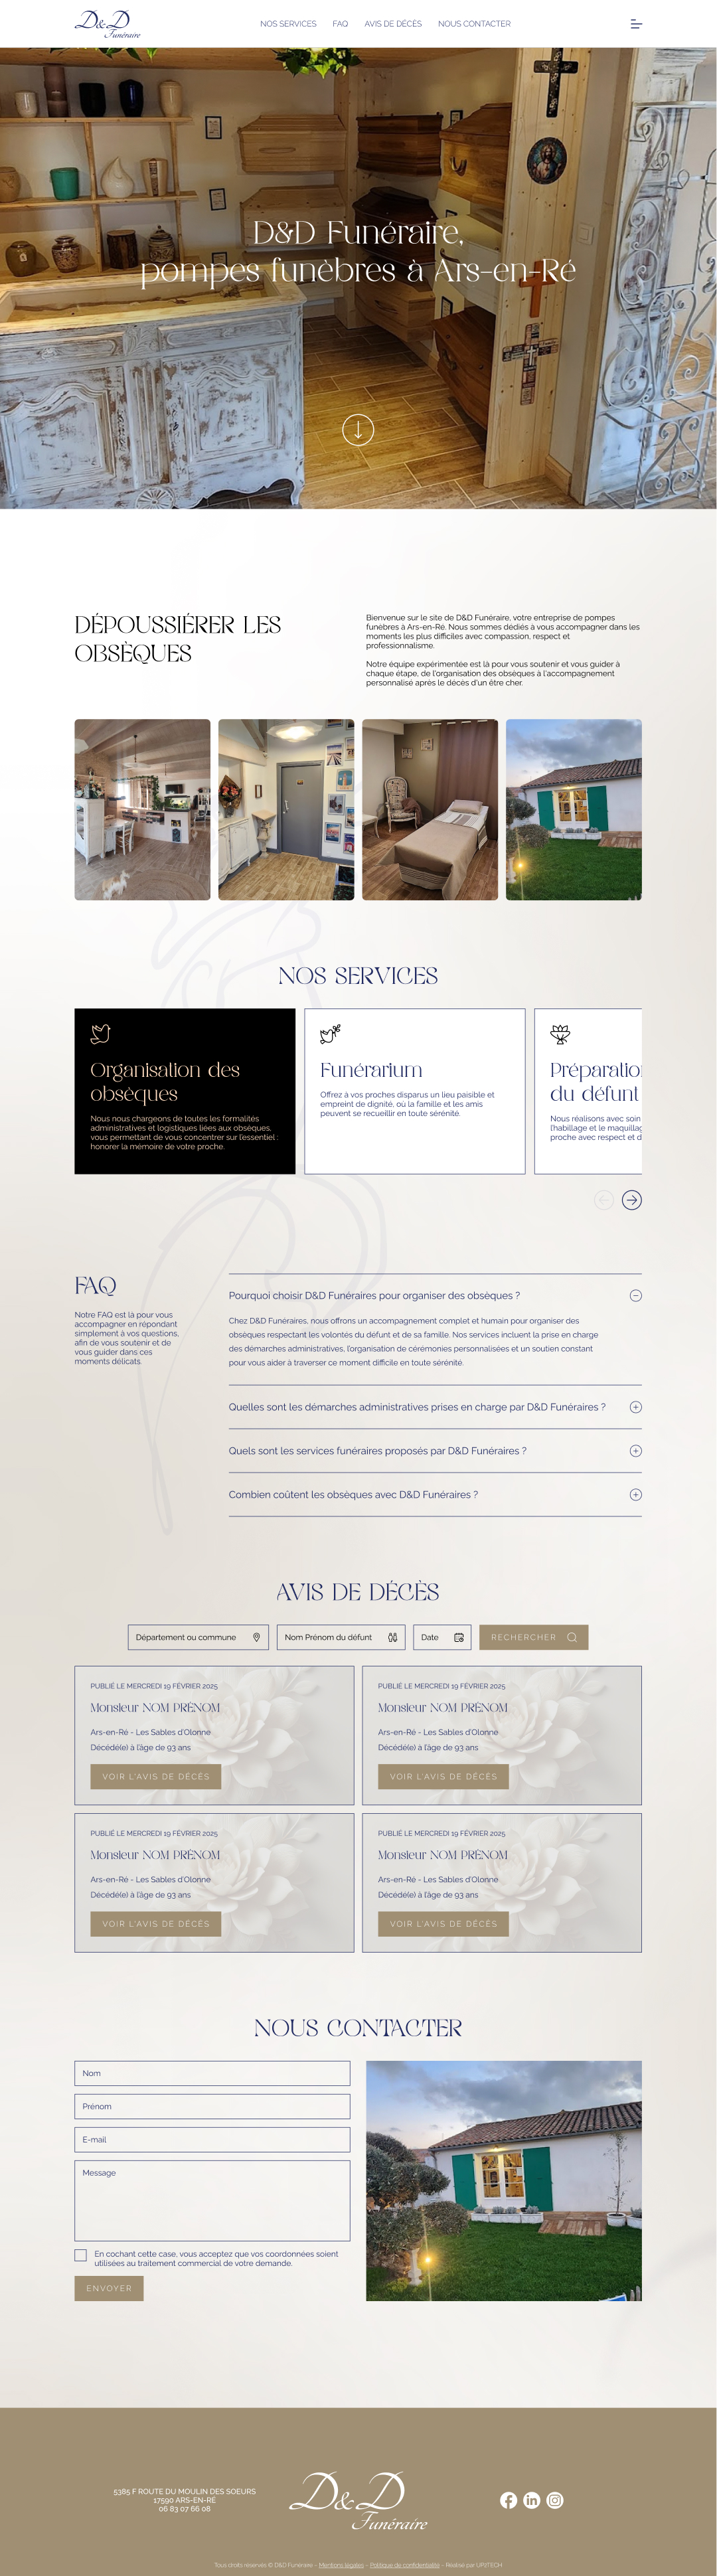 D&D
Funéraire
NOS SERVICES
FAQ
AVIS DE DÉCÈS
NOUS CONTACTER
D&D Funéraire,
pompes funèbres à Ars-en-Ré
DÉPOUSSIÉRER LES
OBSÈQUES
Bienvenue sur le site de D&D Funéraire, votre entreprise de pompes
funèbres à Ars-en-Ré. Nous sommes dédiés à vous accompagner dans les
moments les plus difficiles avec compassion, respect et
professionnalisme.
Notre équipe expérimentée est là pour vous soutenir et vous guider à
chaque étape, de l'organisation des obsèques à l'accompagnement
personnalisé après le décès d'un être cher.
NOS SERVICES
Organisation des
obsèques
Nous nous chargeons de toutes les formalités
administratives et logistiques liées aux obsèques,
vous permettant de vous concentrer sur l'essentiel :
honorer la mémoire de votre proche.
Funérarium
Offrez à vos proches disparus un lieu paisible et
empreint de dignité, où la famille et les amis
peuvent se recueillir en toute sérénité.
Préparatio
du défunt
Nous réalisons avec soin
l'habillage et le maquillag
proche avec respect et d
FAQ
Notre FAQ est là pour vous
accompagner en répondant
simplement à vos questions,
afin de vous soutenir et de
vous guider dans ces
moments délicats.
Pourquoi choisir D&D Funéraires pour organiser des obsèques ?
Chez D&D Funéraires, nous offrons un accompagnement complet et humain pour organiser des
obsèques respectant les volontés du défunt et de sa famille. Nos services incluent la prise en charge
des démarches administratives, l'organisation de cérémonies personnalisées et un soutien constant
pour vous aider à traverser ce moment difficile en toute sérénité.
Quelles sont les démarches administratives prises en charge par D&D Funéraires ?
Quels sont les services funéraires proposés par D&D Funéraires ?
Combien coûtent les obsèques avec D&D Funéraires ?
AVIS DE DÉCÈS
Département ou commune
Nom Prénom du défunt
Date
RECHERCHER
PUBLIÉ LE MERCREDI 19 FÉVRIER 2025
Monsieur NOM PRÉNOM
Ars-en-Ré - Les Sables d'Olonne
Décédé(e) à l'âge de 93 ans
VOIR L'AVIS DE DÉCÈS
PUBLIÉ LE MERCREDI 19 FÉVRIER 2025
Monsieur NOM PRÉNOM
Ars-en-Ré - Les Sables d'Olonne
Décédé(e) à l'âge de 93 ans
VOIR L'AVIS DE DÉCÈS
PUBLIÉ LE MERCREDI 19 FÉVRIER 2025
Monsieur NOM PRÉNOM
Ars-en-Ré - Les Sables d'Olonne
Décédé(e) à l'âge de 93 ans
VOIR L'AVIS DE DÉCÈS
PUBLIÉ LE MERCREDI 19 FÉVRIER 2025
Monsieur NOM PRÉNOM
Ars-en-Ré - Les Sables d'Olonne
Décédé(e) à l'âge de 93 ans
VOIR L'AVIS DE DÉCÈS
NOUS CONTACTER
Nom
Prénom
E-mail
Message
En cochant cette case, vous acceptez que vos coordonnées soient
utilisées au traitement commercial de votre demande.
ENVOYER
5385 F ROUTE DU MOULIN DES SOEURS
17590 ARS-EN-RÉ
06 83 07 66 08
D&D
Funéraire
Tous droits réservés © D&D Funéraire - Mentions légales - Politique de confidentialité - Réalisé par UP//TECH